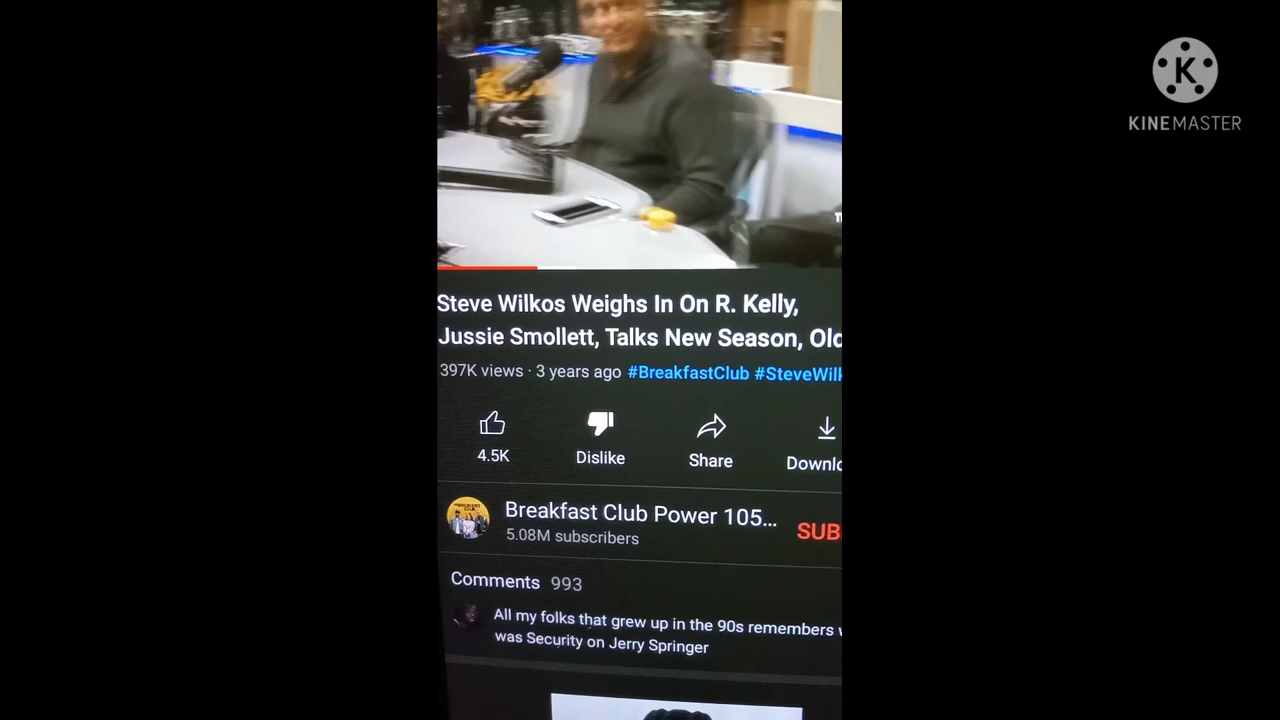 KINEMASTER
Steve Wilkos Weighs In On R. Kelly,
Jussie Smollett, Talks New Season, Old
397K views · 3 years ago #BreakfastClub #SteveWilk
4.5K
Dislike
Share
Downlo
Breakfast Club Power 105...
5.08M subscribers
SUB
Comments 993
All my folks that grew up in the 90s remembers
was Security on Jerry Springer